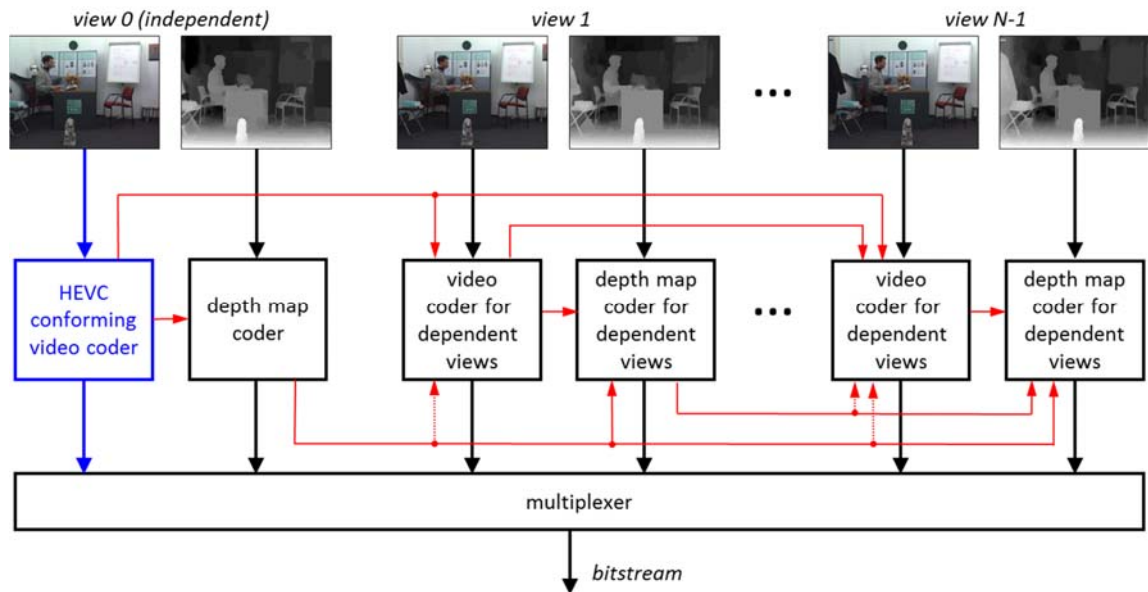 view 0 (independent)
view 1
view N-1
HEVC
conforming
video coder
depth map
coder
video
coder for
dependent
views
depth map
coder for
dependent
views
video
coder for
dependent
views
depth map
coder for
dependent
views
multiplexer
bitstream